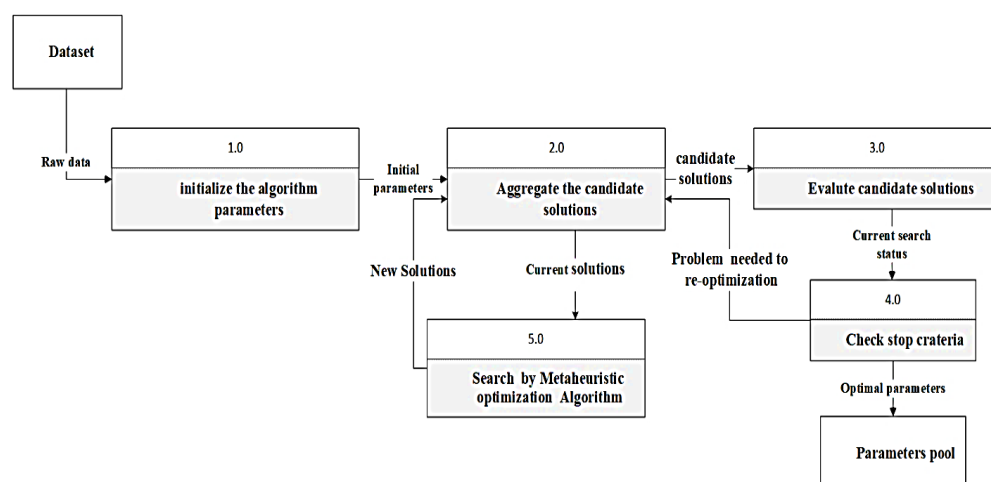 Dataset
Raw data
1.0
initialize the algorithm
parameters
Initial
parameters
2.0
Aggregate the candidate
solutions
candidate
solutions
3.0
Evalute candidate solutions
Current search
status
4.0
Check stop crateria
Problem needed to
re-optimization
New Solutions
Current solutions
5.0
Search by Metaheuristic
optimization Algorithm
Optimal parameters
Parameters pool